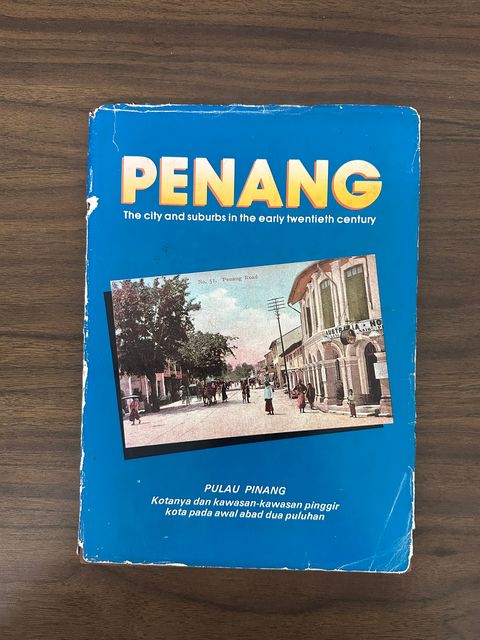 PENANG
The city and suburbs in the early twentieth century
No. 51. Penang Road
PULAU PINANG
Kotanya dan kawasan-kawasan pinggir
kota pada awal abad dua puluhan